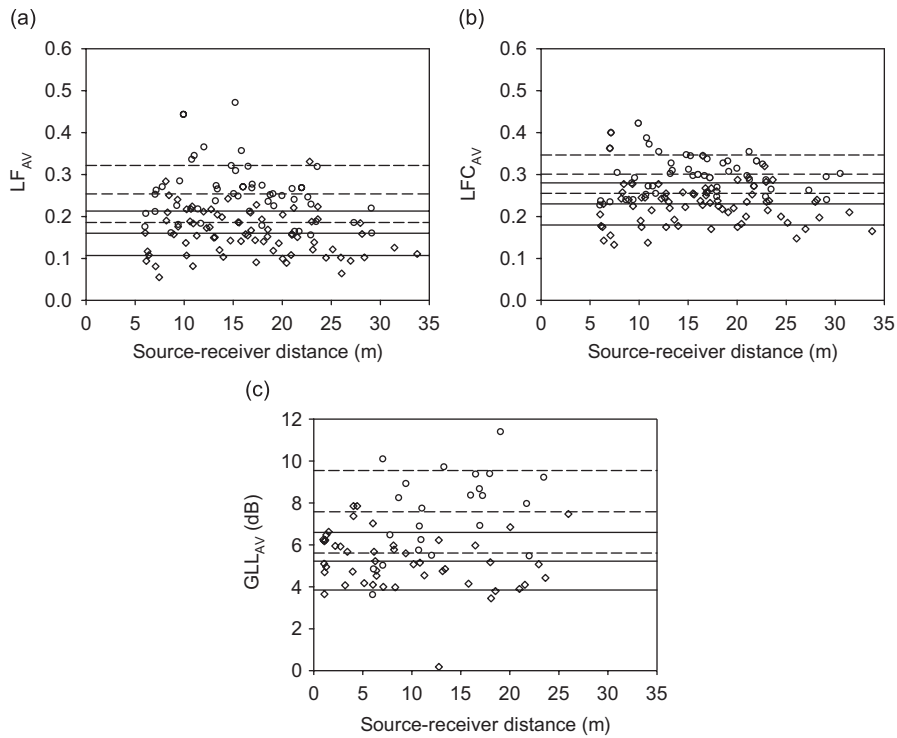 (a)
(b)
0.6
0.5
0.4
0.3
0.2
0.1
0.0
LF_AV
0 5 10 15 20 25 30 35
Source-receiver distance (m)
0.6
0.5
0.4
0.3
0.2
0.1
0.0
LFC_AV
0 5 10 15 20 25 30 35
Source-receiver distance (m)
(c)
12
10
8
6
4
2
0
GLL_AV (dB)
0 5 10 15 20 25 30 35
Source-receiver distance (m)